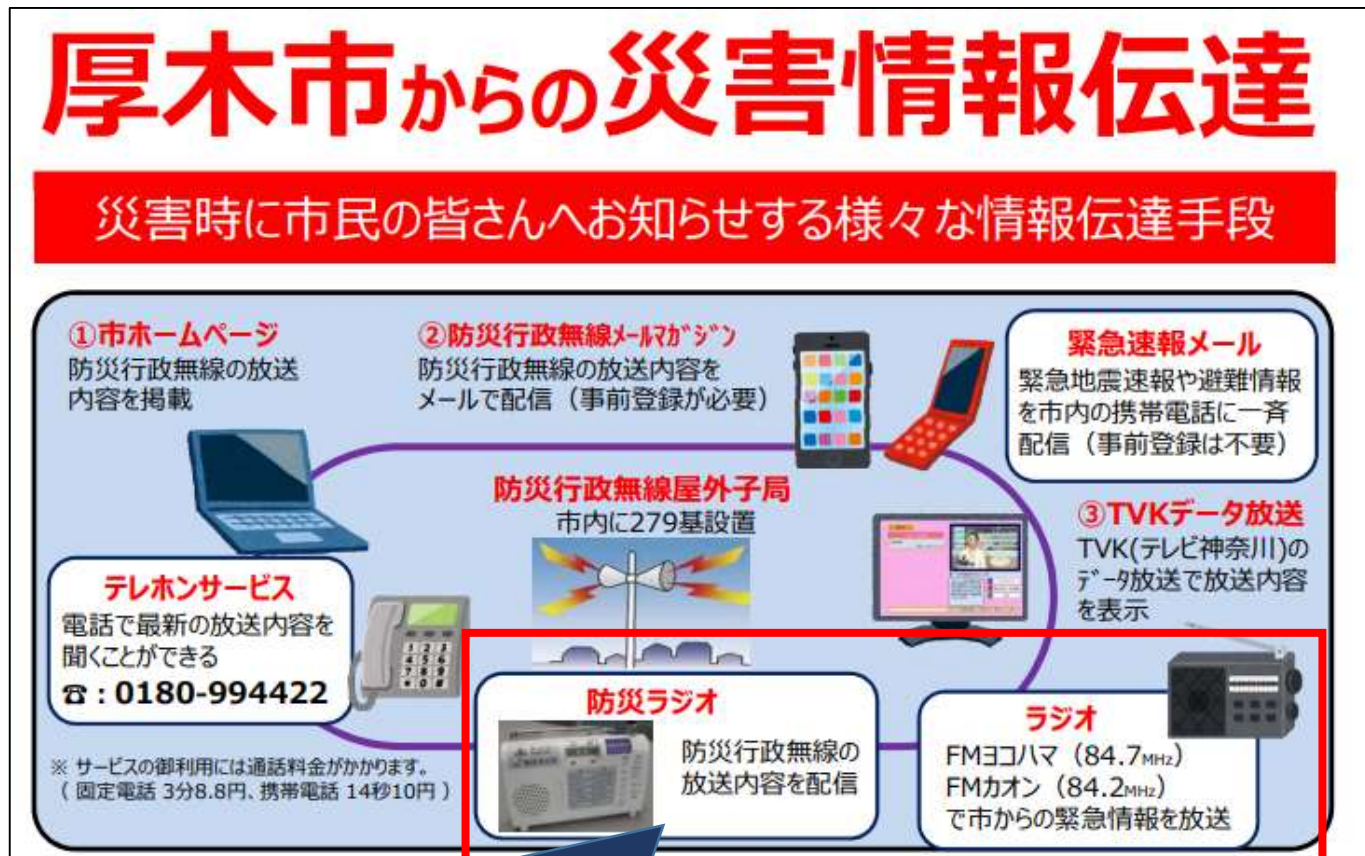 厚木市からの災害情報伝達
災害時に市民の皆さんへお知らせする様々な情報伝達手段
①市ホームページ
防災行政無線の放送
内容を掲載
②防災行政無線ﾒｰﾙﾏｶﾞｼﾞﾝ
防災行政無線の放送内容を
メールで配信（事前登録が必要）
緊急速報メール
緊急地震速報や避難情報
を市内の携帯電話に一斉
配信（事前登録は不要）
防災行政無線屋外子局
市内に279基設置
③TVKデータ放送
TVK(テレビ神奈川)の
ﾃﾞｰﾀ放送で放送内容
を表示
テレホンサービス
電話で最新の放送内容を
聞くことができる
☎：0180-994422
※ サービスの御利用には通話料金がかかります。
（ 固定電話 3分8.8円、携帯電話 14秒10円 ）
防災ラジオ
防災行政無線の
放送内容を配信
ラジオ
FMﾖｺﾊﾏ（84.7MHz）
FMｶｵﾝ（84.2MHz）
で市からの緊急情報を放送